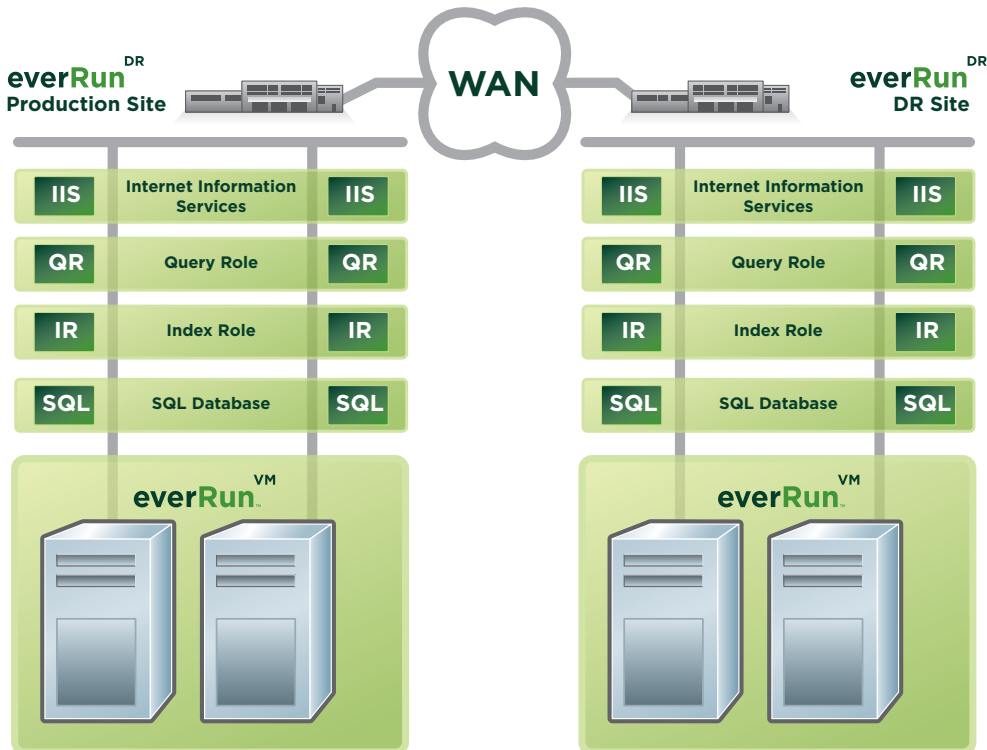 everRun DR
Production Site
WAN
everRun DR
DR Site
IIS
Internet Information
Services
IIS
QR
Query Role
QR
IR
Index Role
IR
SQL
SQL Database
SQL
everRun™ VM
IIS
Internet Information
Services
IIS
QR
Query Role
QR
IR
Index Role
IR
SQL
SQL Database
SQL
everRun™ VM